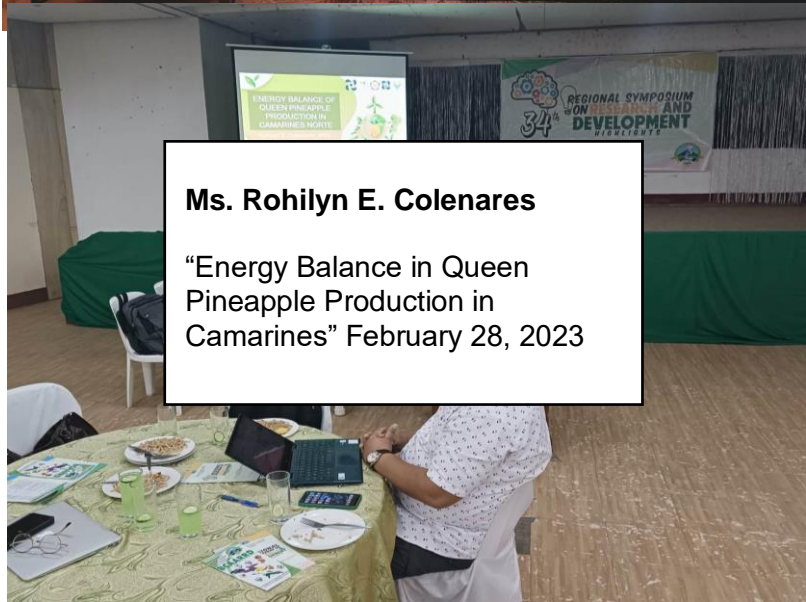 ENERGY BALANCE OF
QUEEN PINEAPPLE
PRODUCTION IN
CAMARINES NORTE
34th
REGIONAL SYMPOSIUM
ON RESEARCH AND
DEVELOPMENT
HIGHLIGHTS
Ms. Rohilyn E. Colenares
“Energy Balance in Queen
Pineapple Production in
Camarines” February 28, 2023